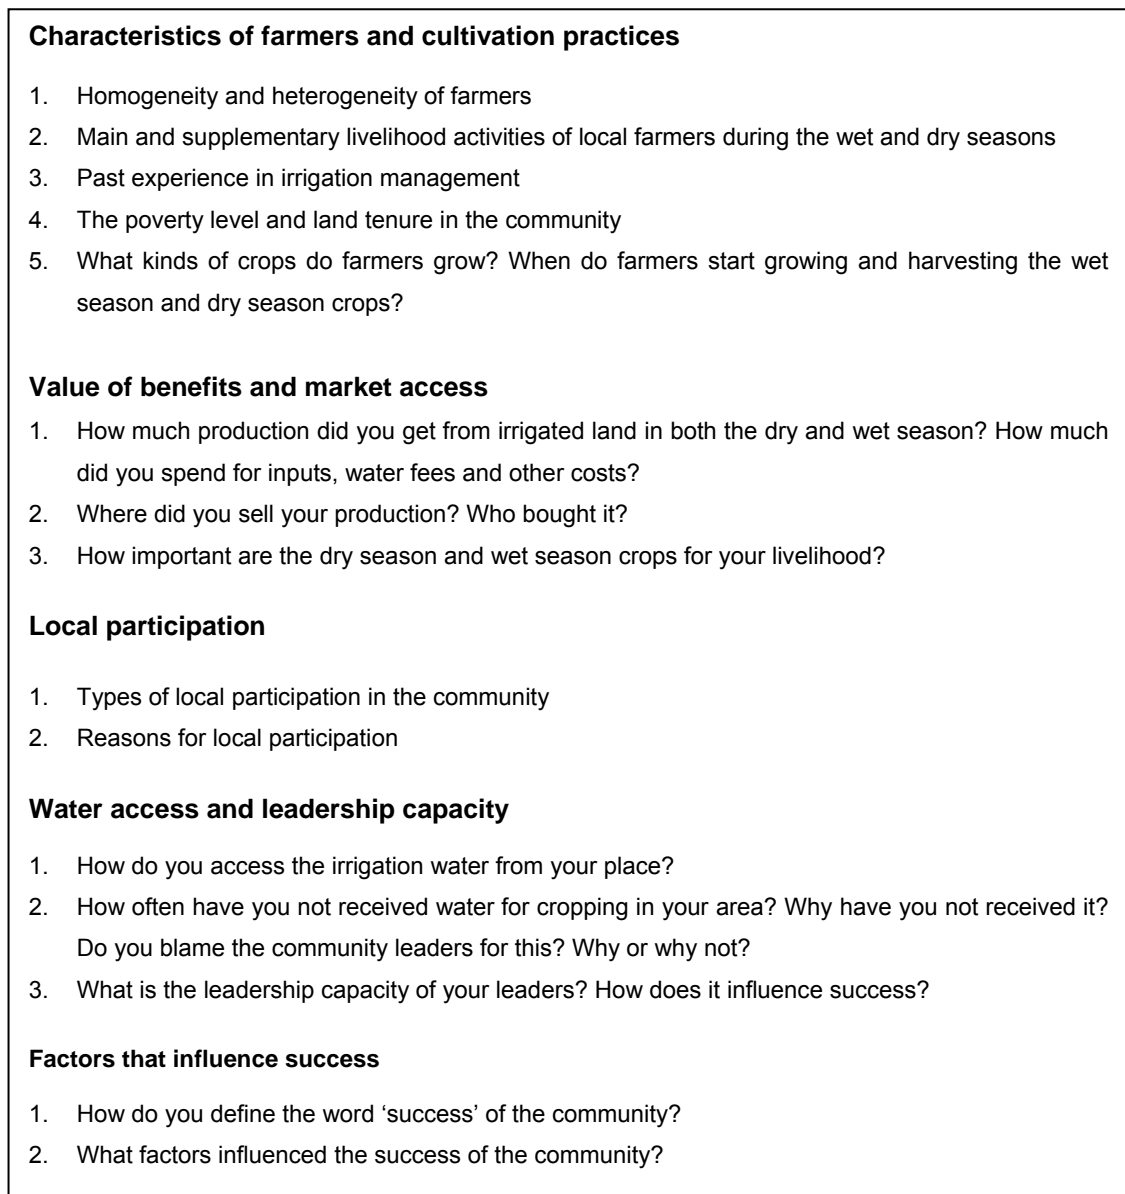 Characteristics of farmers and cultivation practices
1. Homogeneity and heterogeneity of farmers
2. Main and supplementary livelihood activities of local farmers during the wet and dry seasons
3. Past experience in irrigation management
4. The poverty level and land tenure in the community
5. What kinds of crops do farmers grow? When do farmers start growing and harvesting the wet
season and dry season crops?
Value of benefits and market access
1. How much production did you get from irrigated land in both the dry and wet season? How much
did you spend for inputs, water fees and other costs?
2. Where did you sell your production? Who bought it?
3. How important are the dry season and wet season crops for your livelihood?
Local participation
1. Types of local participation in the community
2. Reasons for local participation
Water access and leadership capacity
1. How do you access the irrigation water from your place?
2. How often have you not received water for cropping in your area? Why have you not received it?
Do you blame the community leaders for this? Why or why not?
3. What is the leadership capacity of your leaders? How does it influence success?
Factors that influence success
1. How do you define the word ‘success’ of the community?
2. What factors influenced the success of the community?